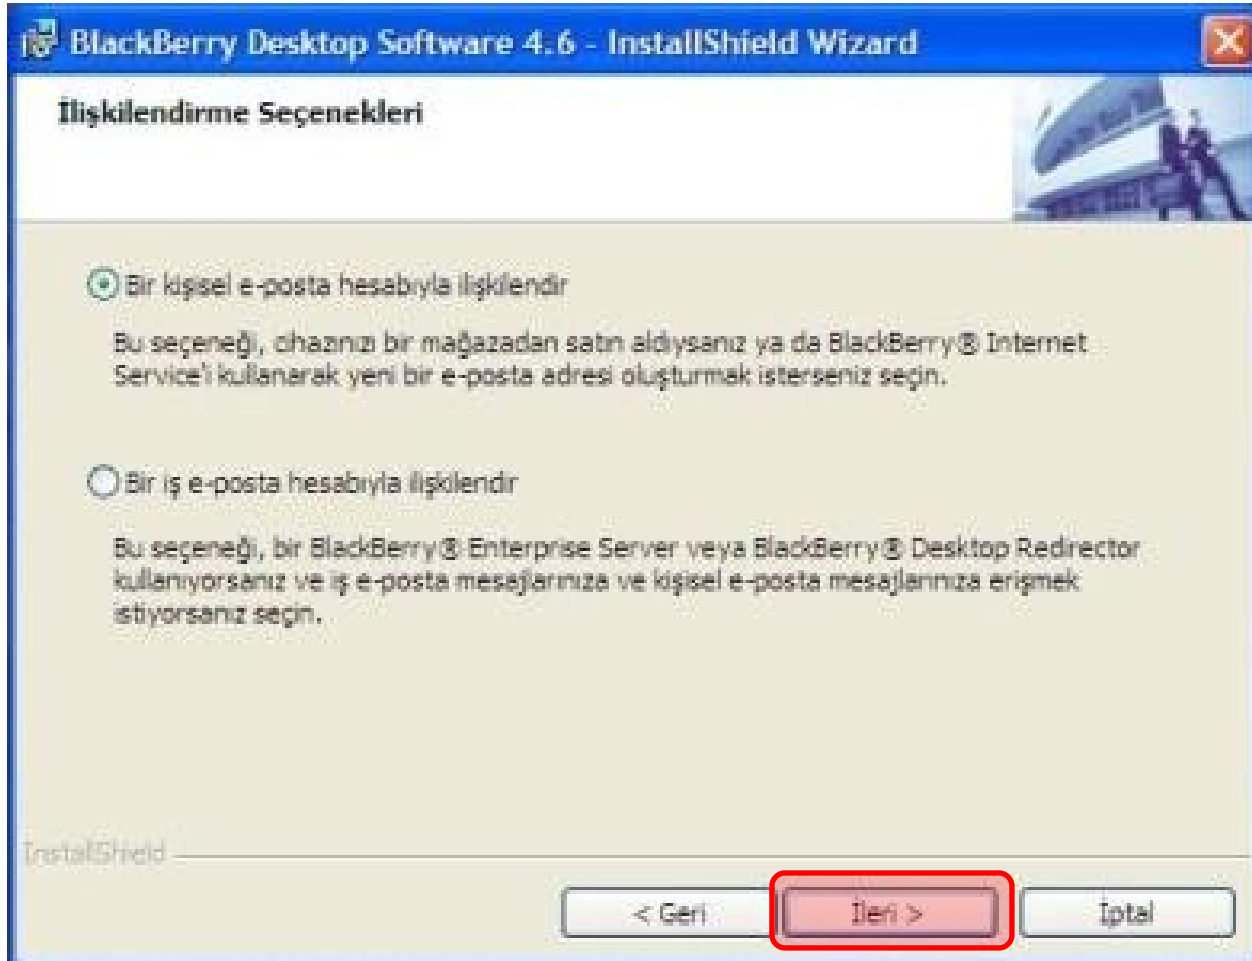 BlackBerry Desktop Software 4.6 - InstallShield Wizard
İlişkilendirme Seçenekleri
Bir kişisel e-posta hesabıyla ilişkilendir
Bu seçeneği, cihazınızı bir mağazadan satın aldıysanız ya da BlackBerry® Internet
Service'i kullanarak yeni bir e-posta adresi oluşturmak isterseniz seçin.
Bir iş e-posta hesabıyla ilişkilendir
Bu seçeneği, bir BlackBerry® Enterprise Server veya BlackBerry® Desktop Redirector
kullanıyorsanız ve iş e-posta mesajlarınıza ve kişisel e-posta mesajlarınıza erişmek
istiyorsanız seçin.
InstallShield
< Geri İleri > İptal